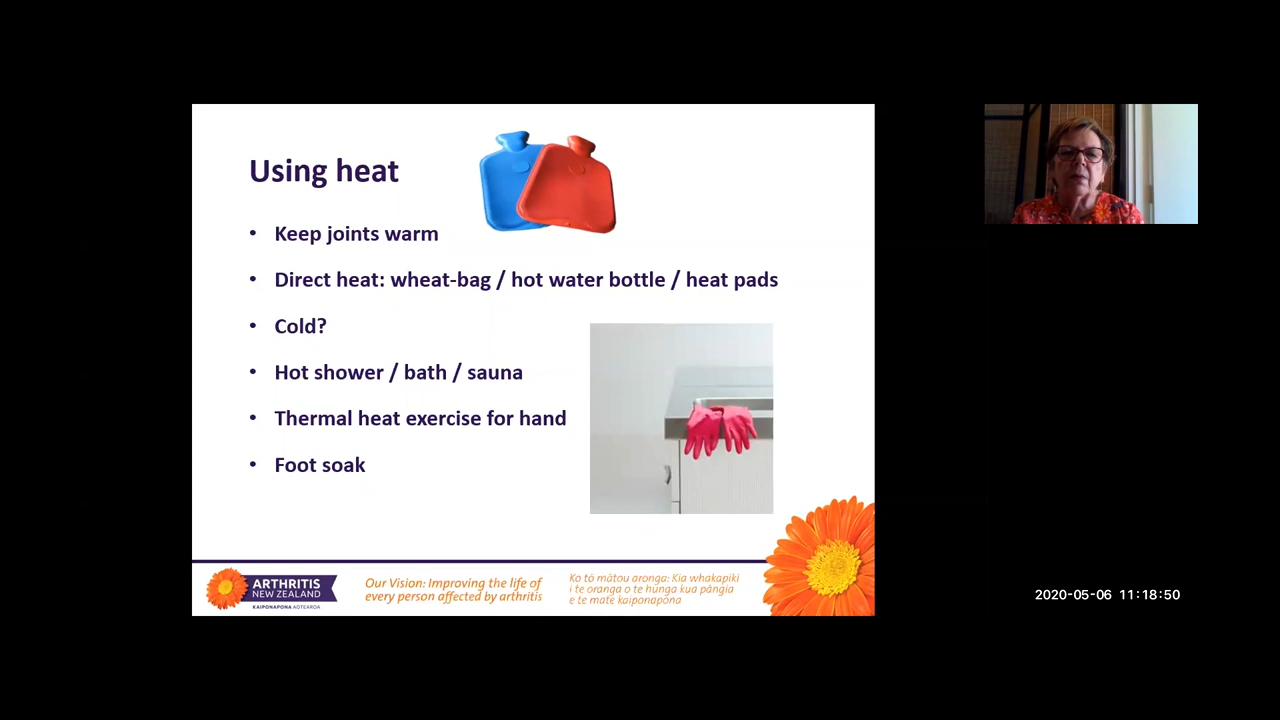 Using heat
• Keep joints warm
• Direct heat: wheat-bag / hot water bottle / heat pads
• Cold?
• Hot shower / bath / sauna
• Thermal heat exercise for hand
• Foot soak
ARTHRITIS
NEW ZEALAND
KAIPONAPONA AOTEAROA
Our Vision: Improving the life of
every person affected by arthritis
Ko tō mātou aronga: Kia whakapiki
i te oranga o te hunga kua pāngia
e te mate kaiponapona
2020-05-06 11:18:50